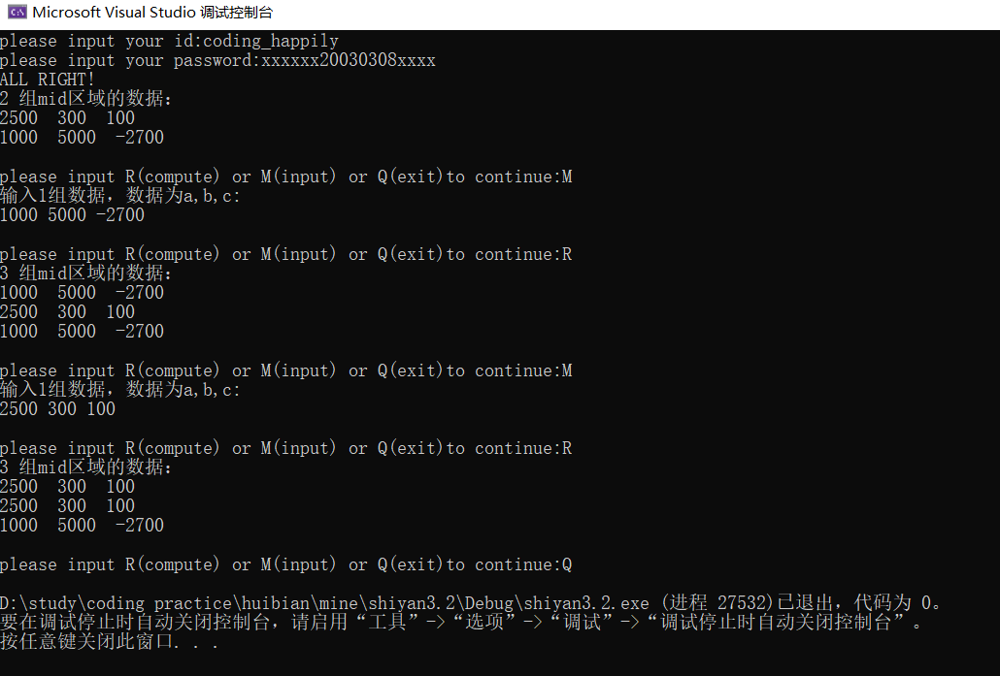 Microsoft Visual Studio 调试控制台
please input your id:coding_happily
please input your password:xxxxxx20030308xxxx
ALL RIGHT!
2 组mid区域的数据:
2500  300  100
1000  5000  -2700
please input R(compute) or M(input) or Q(exit)to continue:M
输入1组数据, 数据为a,b,c:
1000 5000 -2700
please input R(compute) or M(input) or Q(exit)to continue:R
3 组mid区域的数据:
1000  5000  -2700
2500  300  100
1000  5000  -2700
please input R(compute) or M(input) or Q(exit)to continue:M
输入1组数据, 数据为a,b,c:
2500 300 100
please input R(compute) or M(input) or Q(exit)to continue:R
3 组mid区域的数据:
2500  300  100
2500  300  100
1000  5000  -2700
please input R(compute) or M(input) or Q(exit)to continue:Q
D:\study\coding practice\huibian\mine\shiyan3.2\Debug\shiyan3.2.exe (进程 27532)已退出，代码为 0。
要在调试停止时自动关闭控制台，请启用“工具”->“选项”->“调试”->“调试停止时自动关闭控制台”。
按任意键关闭此窗口. . .